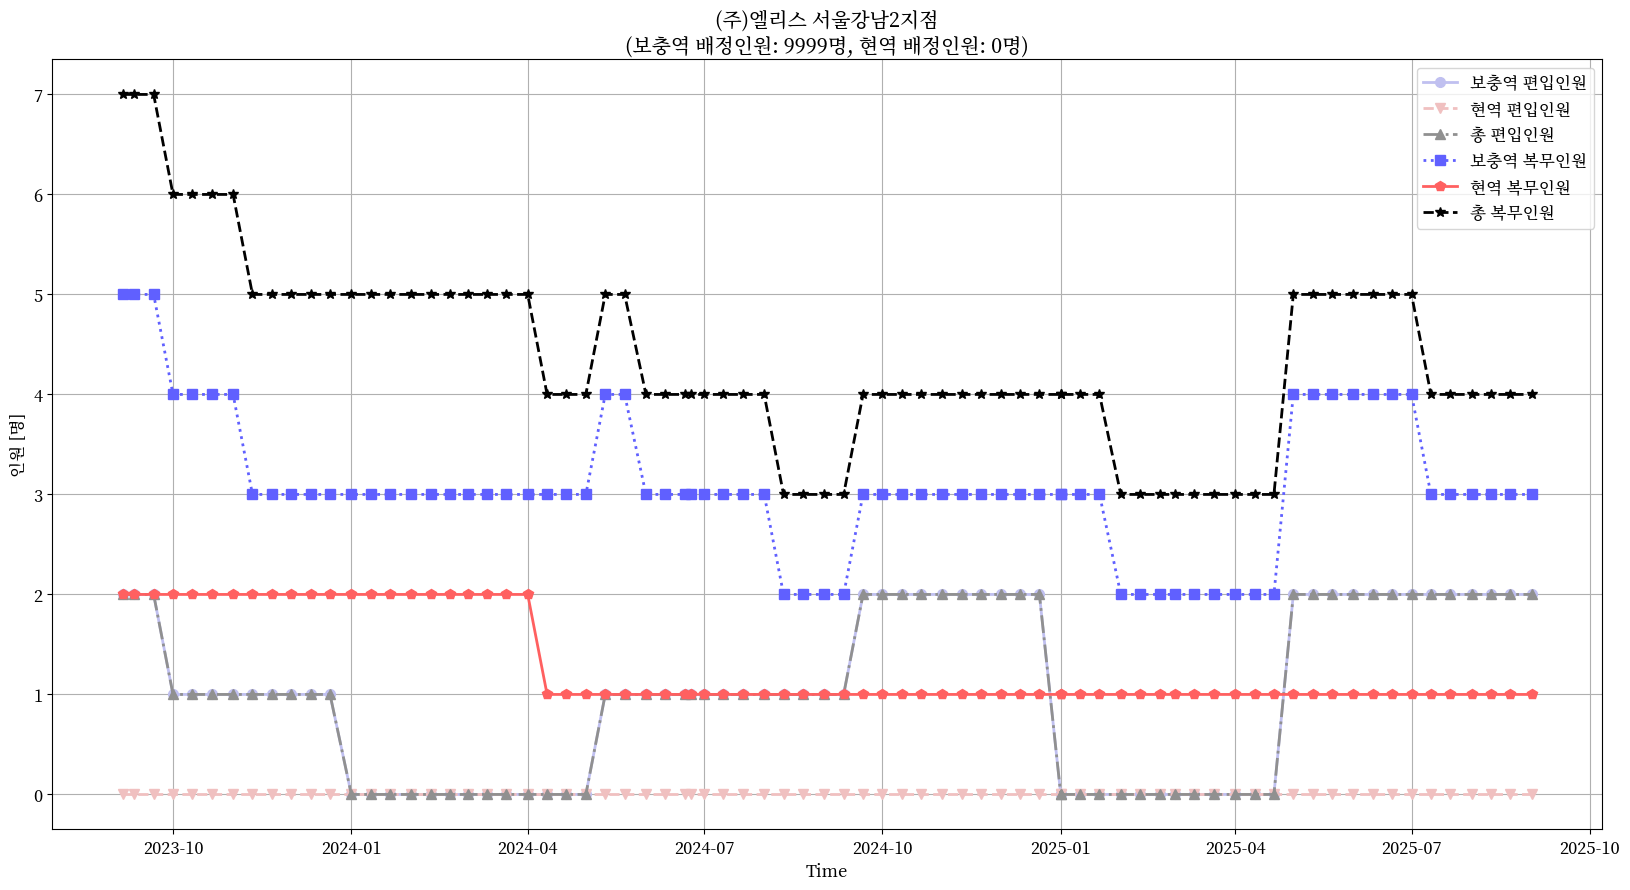 (주)엘리스 서울강남2지점
(보충역 배정인원: 9999명, 현역 배정인원: 0명)
보충역 편입인원
현역 편입인원
총 편입인원
보충역 복무인원
현역 복무인원
총 복무인원
인원 [명]
7
6
5
4
3
2
1
0
2023-10 2024-01 2024-04 2024-07 2024-10 2025-01 2025-04 2025-07 2025-10
Time